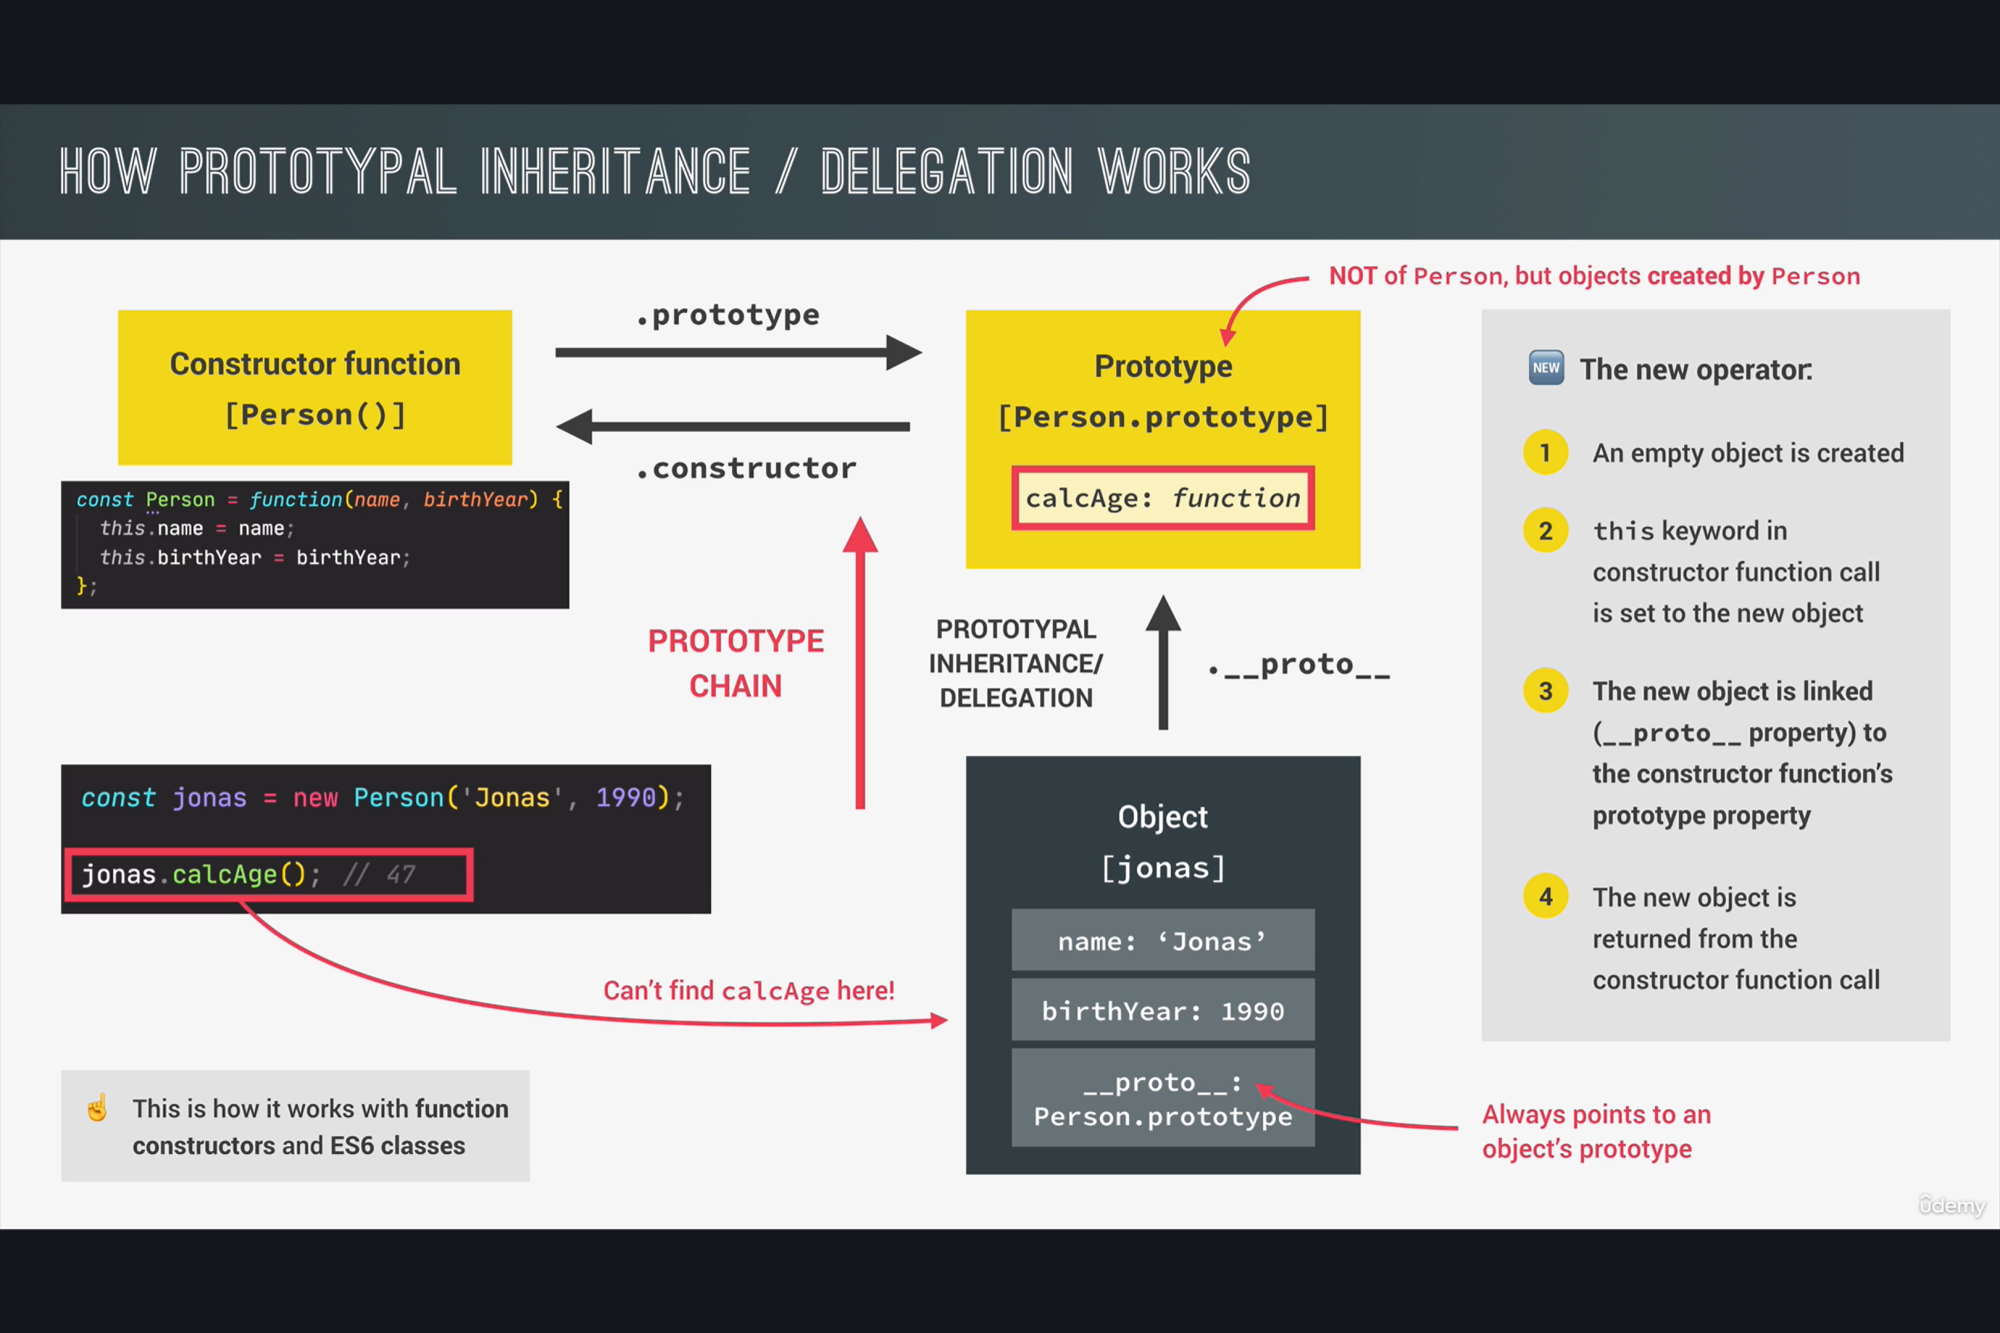 HOW PROTOTYPAL INHERITANCE / DELEGATION WORKS
NOT of Person, but objects created by Person
Constructor function
[Person()]
.prototype
.constructor
Prototype
[Person.prototype]
calcAge: function
const Person = function(name, birthYear) {
this.name = name;
this.birthYear = birthYear;
};
PROTOTYPE
CHAIN
PROTOTYPAL
INHERITANCE/
DELEGATION
.__proto__
const jonas = new Person('Jonas', 1990);
jonas.calcAge(); // 47
Can't find calcAge here!
Object
[jonas]
name: ‘Jonas’
birthYear: 1990
__proto__:
Person.prototype
Always points to an
object's prototype
☝ This is how it works with function
constructors and ES6 classes
NEW The new operator:
1 An empty object is created
2 this keyword in
constructor function call
is set to the new object
3 The new object is linked
(__proto__ property) to
the constructor function's
prototype property
4 The new object is
returned from the
constructor function call
ûdemy